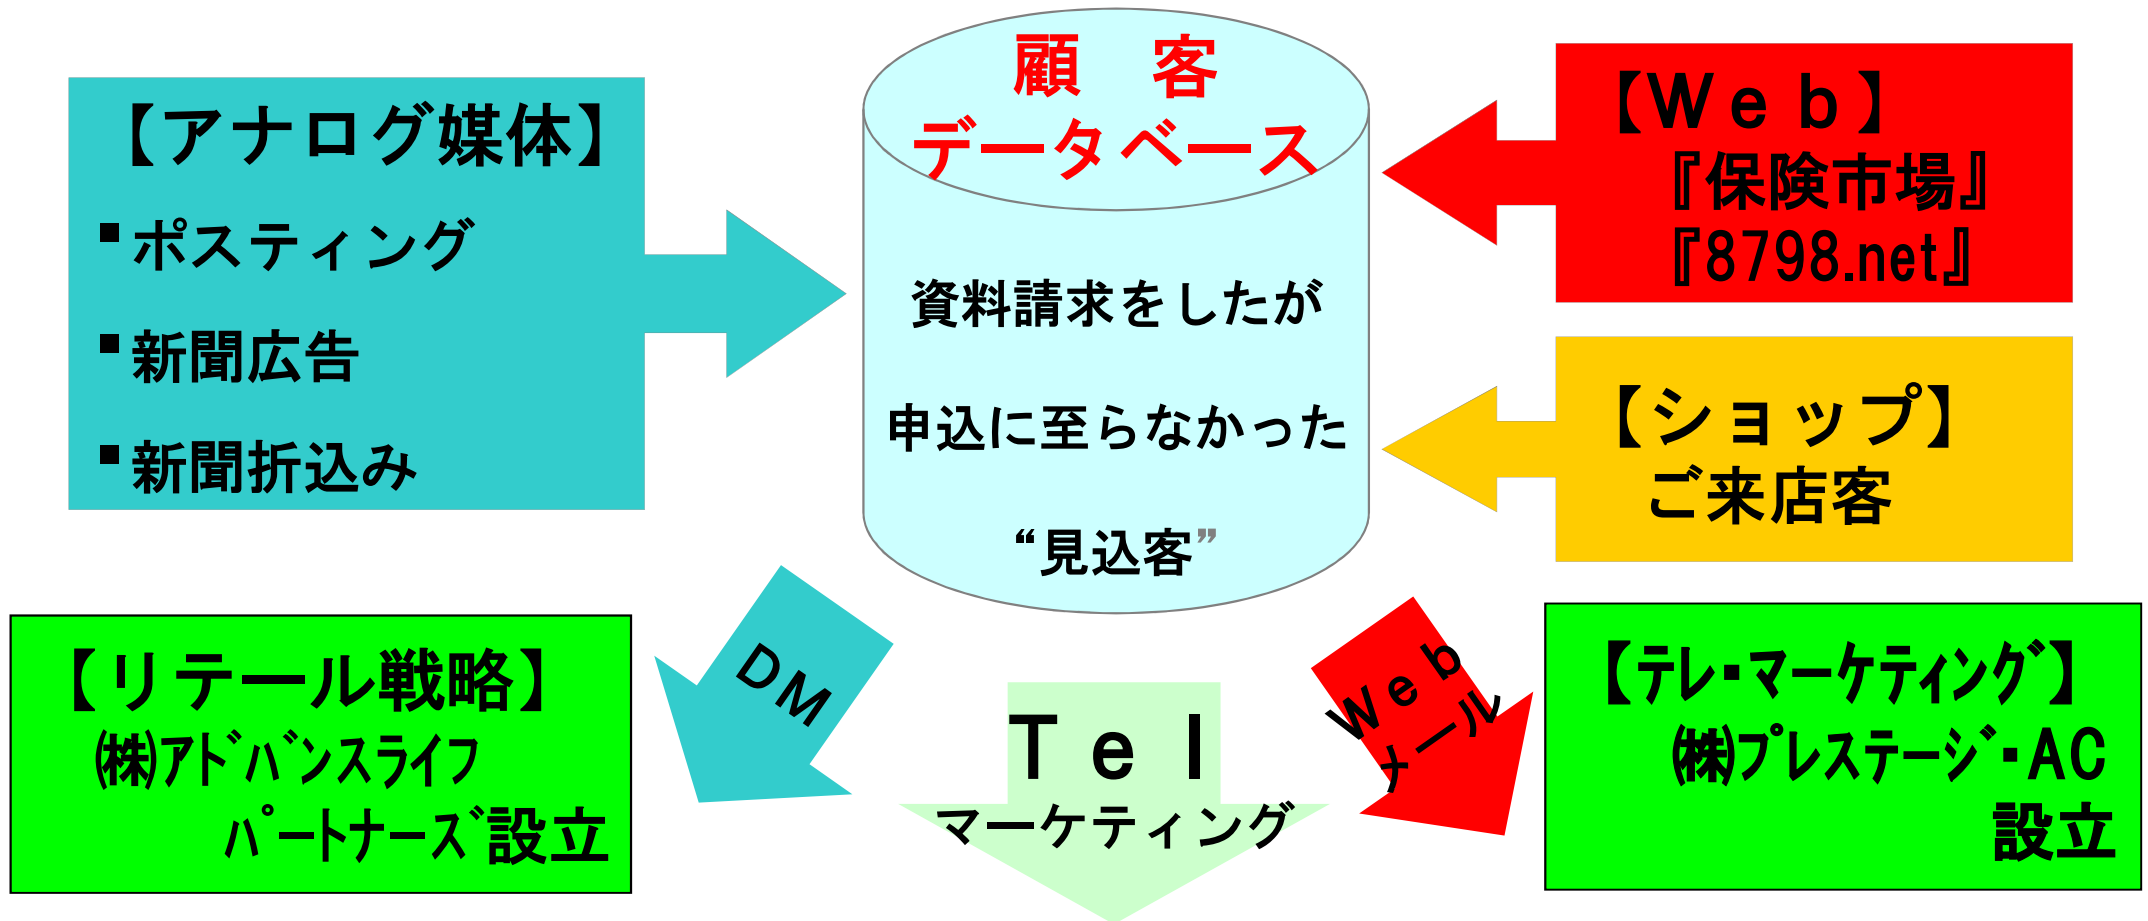 【アナログ媒体】
▪ポスティング
▪新聞広告
▪新聞折込み
顧　客
データベース
資料請求をしたが
申込に至らなかった
“見込客”
【Ｗｅｂ】
『保険市場』
『8798.net』
【ショップ】
ご来店客
【リテール戦略】
㈱ｱﾄﾞﾊﾞﾝｽﾗｲﾌ
ﾊﾟｰﾄﾅｰｽﾞ設立
DM
Ｔｅｌ
マーケティング
Ｗｅｂ
メール
【ﾃﾚ▪ﾏｰｹﾃｨﾝｸﾞ】
㈱ﾌﾟﾚｽﾃｰｼﾞ▪AC
設立